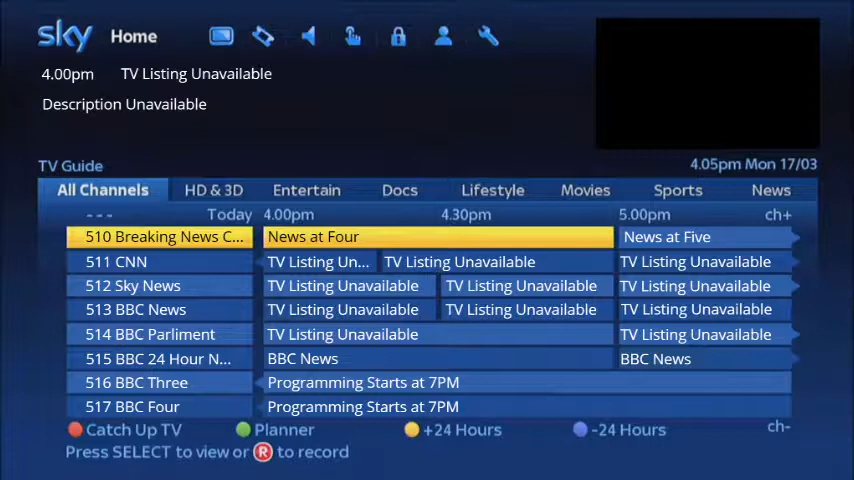 sky Home
4.00pm TV Listing Unavailable
Description Unavailable
TV Guide 4.05pm Mon 17/03
All Channels HD & 3D Entertain Docs Lifestyle Movies Sports News
--- Today 4.00pm 4.30pm 5.00pm ch+
510 Breaking News C... News at Four News at Five
511 CNN TV Listing Un... TV Listing Unavailable TV Listing Unavailable
512 Sky News TV Listing Unavailable TV Listing Unavailable TV Listing Unavailable
513 BBC News TV Listing Unavailable TV Listing Unavailable TV Listing Unavailable
514 BBC Parliment TV Listing Unavailable TV Listing Unavailable
515 BBC 24 Hour N... BBC News BBC News
516 BBC Three Programming Starts at 7PM
517 BBC Four Programming Starts at 7PM
Catch Up TV Planner +24 Hours -24 Hours ch-
Press SELECT to view or R to record